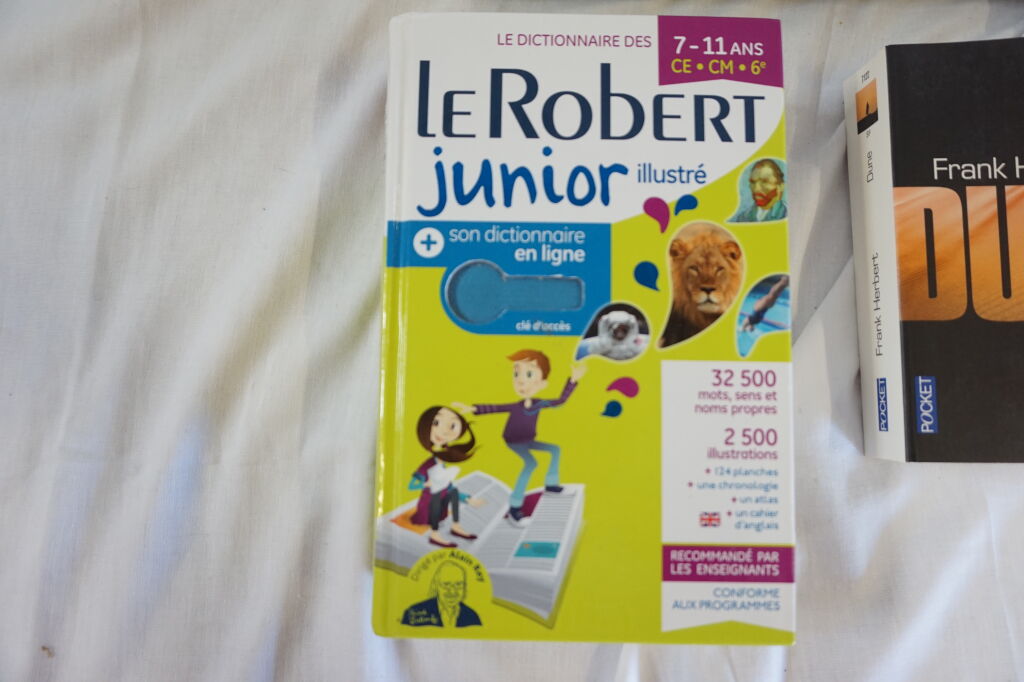 LE DICTIONNAIRE DES
7-11 ANS
CE • CM • 6e
LE ROBERT
junior illustré
+ son dictionnaire
en ligne
clé d'accès
32 500
mots, sens et
noms propres
2 500
illustrations
+ 124 planches
+ une chronologie
+ un atlas
+ un cahier
d'anglais
RECOMMANDÉ PAR
LES ENSEIGNANTS
CONFORME
AUX PROGRAMMES
Dirigé par Alain Rey
Frank H
DU
POCKET
Dune
Frank Herbert
POCKET